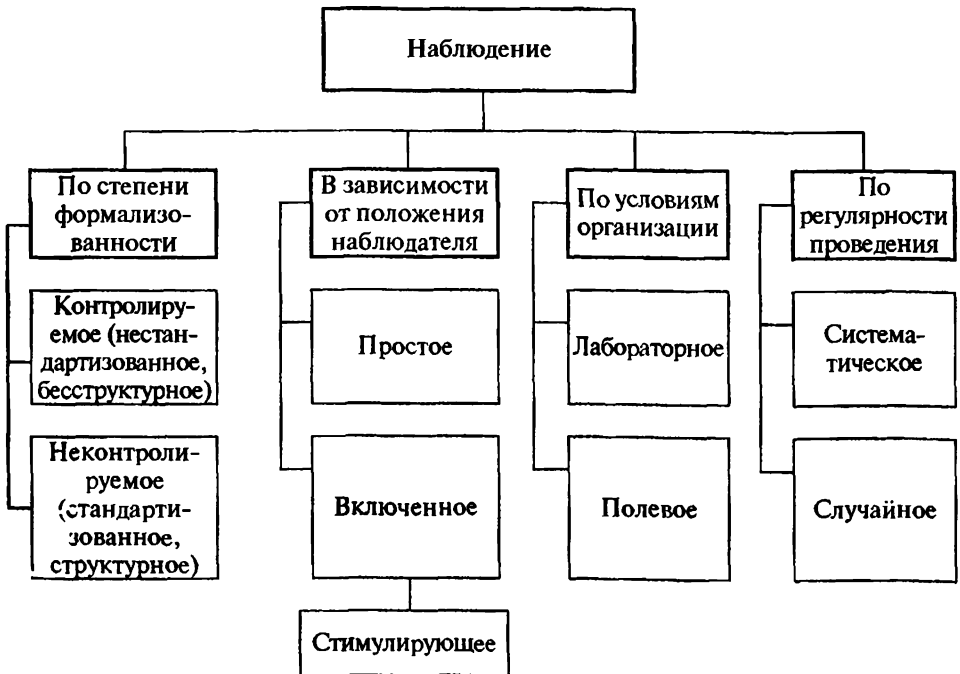 Наблюдение
По степени
формализо-
ванности
В зависимости
от положения
наблюдателя
По условиям
организации
По
регулярности
проведения
Контролиру-
емое (нестан-
дартизованное,
бесструктурное)
Простое
Лабораторное
Система-
тическое
Неконтроли-
руемое
(стандарти-
зованное,
структурное)
Включенное
Полевое
Случайное
Стимулирующее